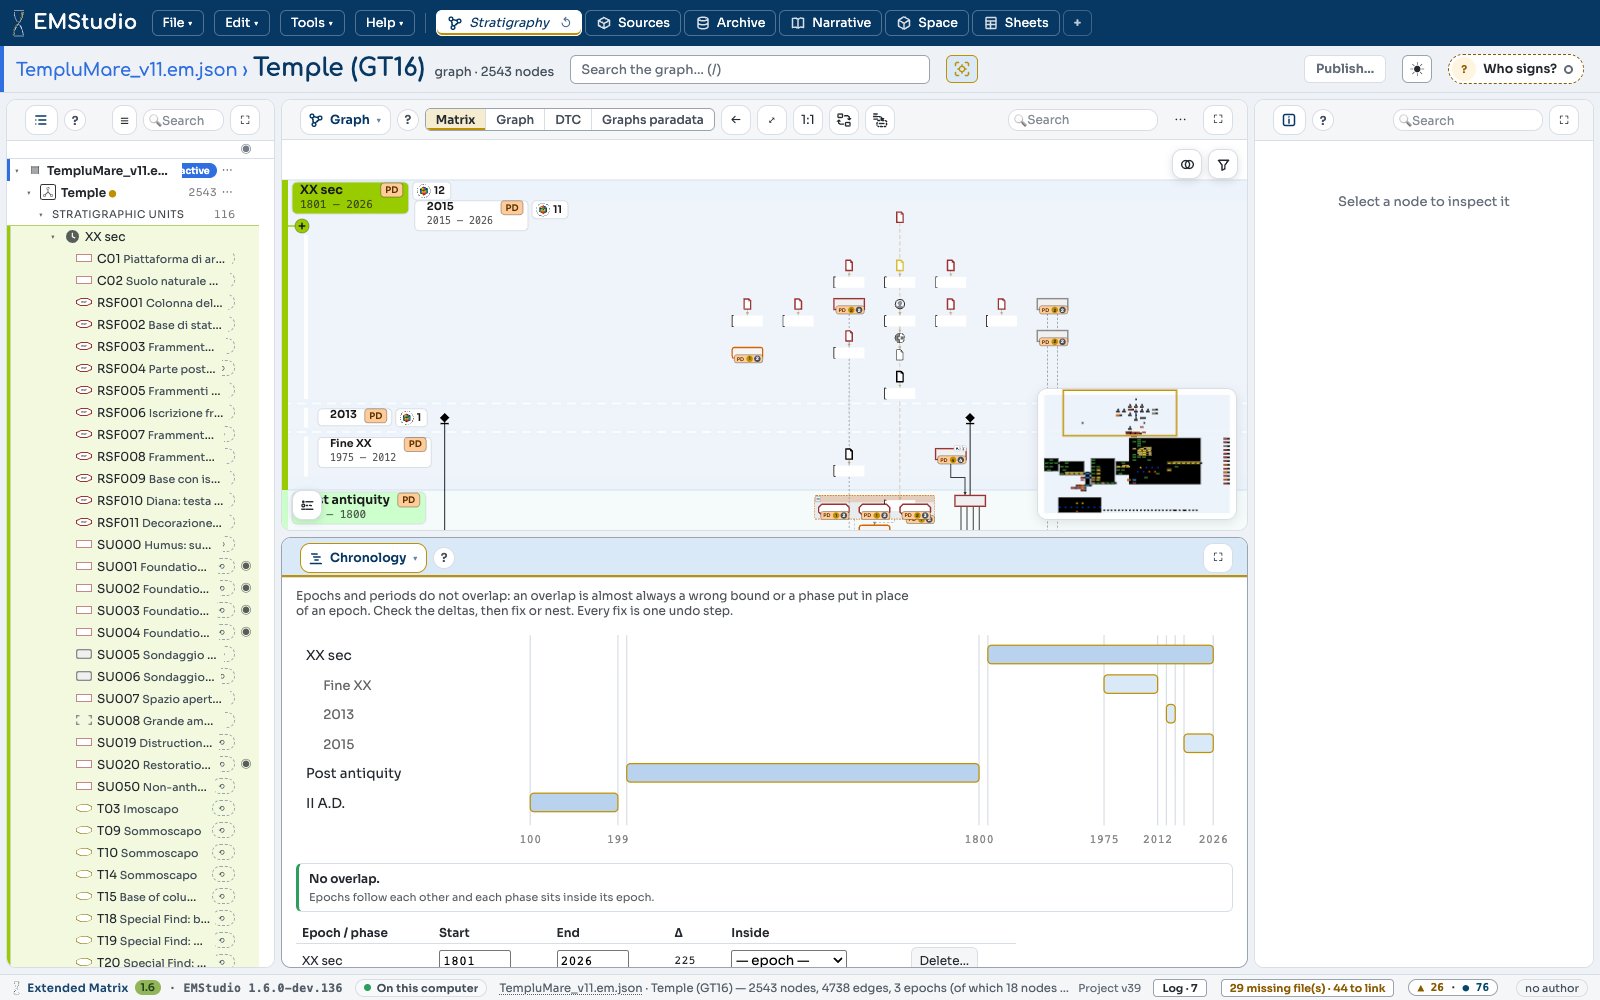 EMStudio File Edit Tools Help Stratigraphy Sources Archive Narrative Space Sheets +
TempluMare_v11.em.json › Temple (GT16) graph · 2543 nodes Search the graph... (/) Publish... ? Who signs?
? Search
TempluMare_v11.e... active ...
Temple 2543 ...
STRATIGRAPHIC UNITS 116
XX sec
C01 Piattaforma di ar...
C02 Suolo naturale ...
RSF001 Colonna del...
RSF002 Base di stat...
RSF003 Framment...
RSF004 Parte post...
RSF005 Frammenti ...
RSF006 Iscrizione fr...
RSF007 Framment...
RSF008 Framment...
RSF009 Base con is...
RSF010 Diana: testa ...
RSF011 Decorazione...
SU000 Humus: su...
SU001 Foundatio...
SU002 Foundatio...
SU003 Foundatio...
SU004 Foundatio...
SU005 Sondaggio ...
SU006 Sondaggio...
SU007 Spazio apert...
SU008 Grande am...
SU019 Distruction...
SU020 Restoratio...
SU050 Non-anth...
T03 Imoscapo
T09 Sommoscapo
T10 Sommoscapo
T14 Sommoscapo
T15 Base of colu...
T18 Special Find: b...
T19 Special Find: ...
T20 Special Find: ...
Graph ? Matrix Graph DTC Graphs paradata 1:1 Search ...
XX sec PD 12
1801 – 2026
2015 PD 11
2015 – 2026
2013 PD 1
Fine XX PD
1975 – 2012
t antiquity PD
– 1800
Chronology ?
Epochs and periods do not overlap: an overlap is almost always a wrong bound or a phase put in place
of an epoch. Check the deltas, then fix or nest. Every fix is one undo step.
XX sec
Fine XX
2013
2015
Post antiquity
II A.D.
100 199 1800 1975 2012 2026
No overlap.
Epochs follow each other and each phase sits inside its epoch.
Epoch / phase Start End Δ Inside
XX sec 1801 2026 225 — epoch — Delete...
? Search
Select a node to inspect it
Extended Matrix 1.6 · EMStudio 1.6.0-dev.136 On this computer TempluMare_v11.em.json · Temple (GT16) — 2543 nodes, 4738 edges, 3 epochs (of which 18 nodes ... Project v39 Log · 7 29 missing file(s) · 44 to link ▲ 26 · ● 76 no author